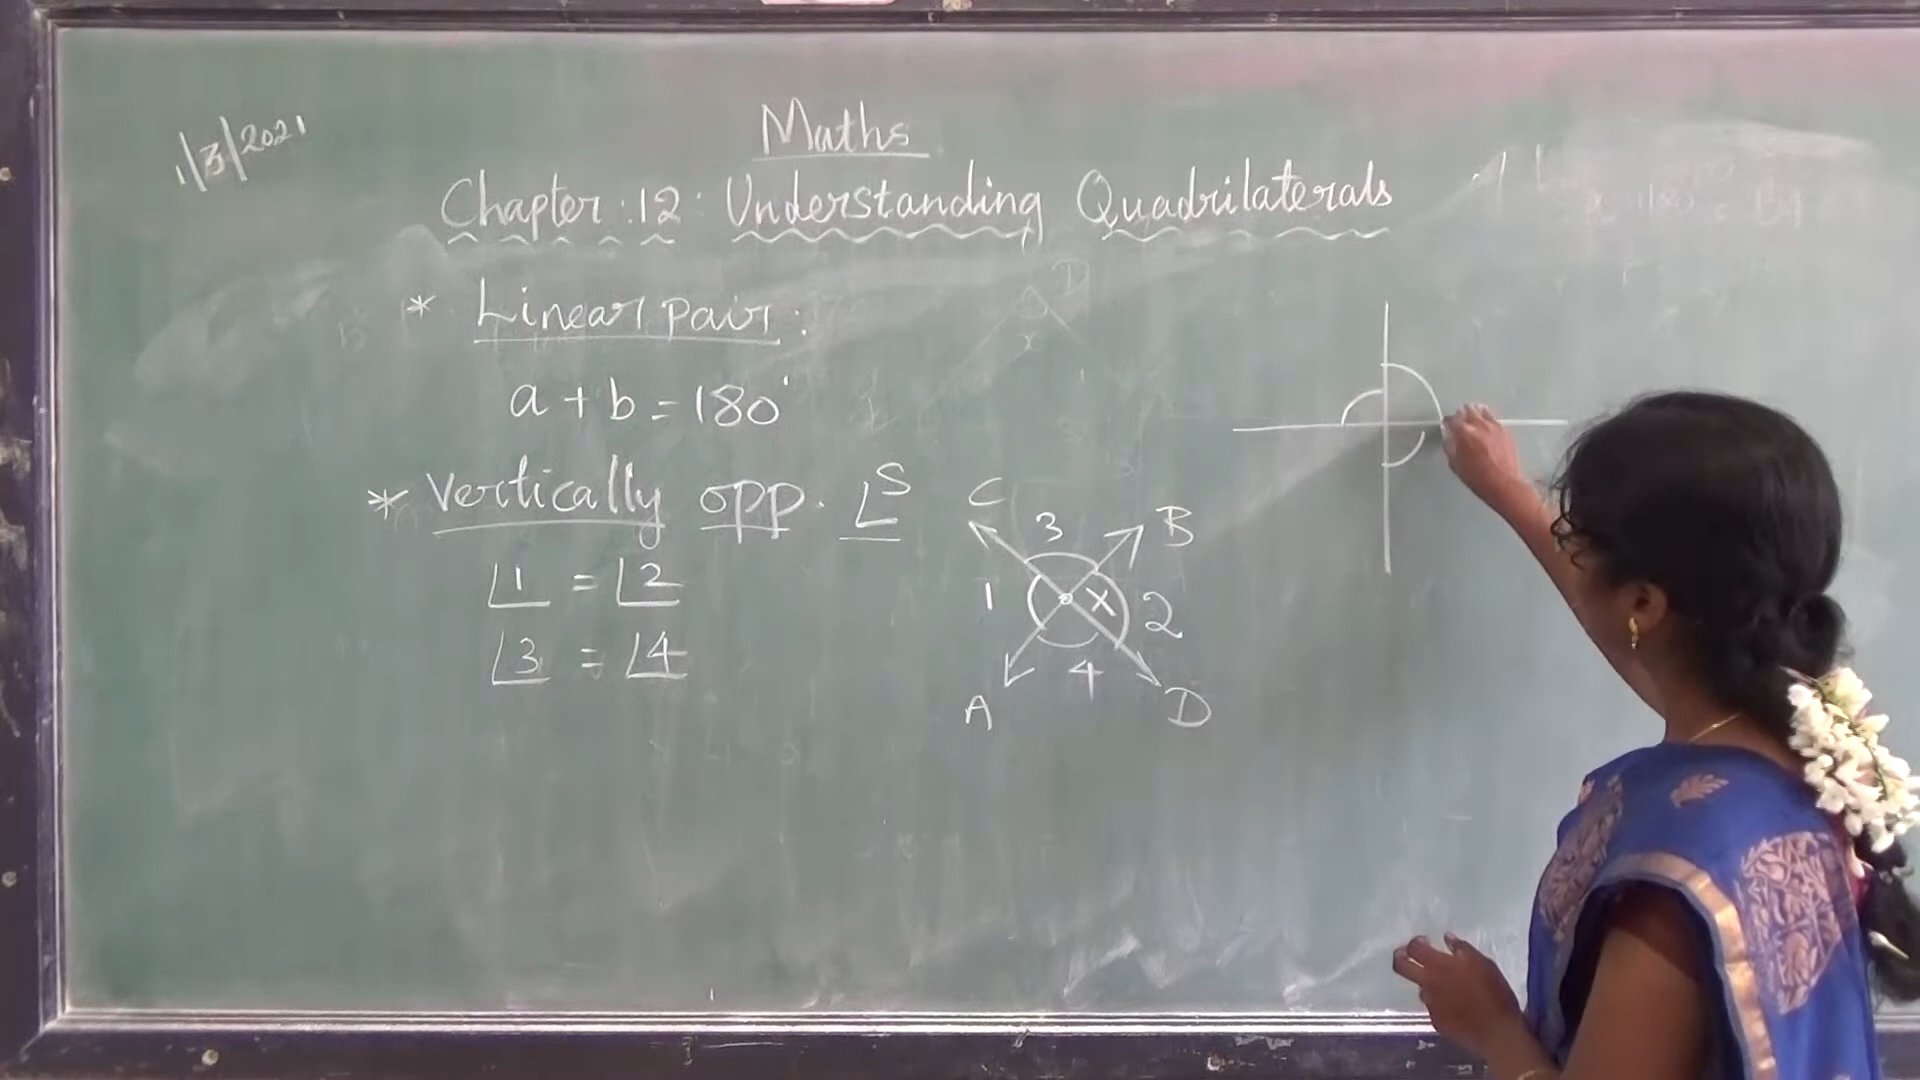 Maths
1/3/2021
Chapter:12: Understanding Quadrilaterals
* Linear pair:
a + b = 180°
* Vertically opp. ∠S
∠1 = ∠2
∠3 = ∠4
C
3
B
1
x
2
4
A
D